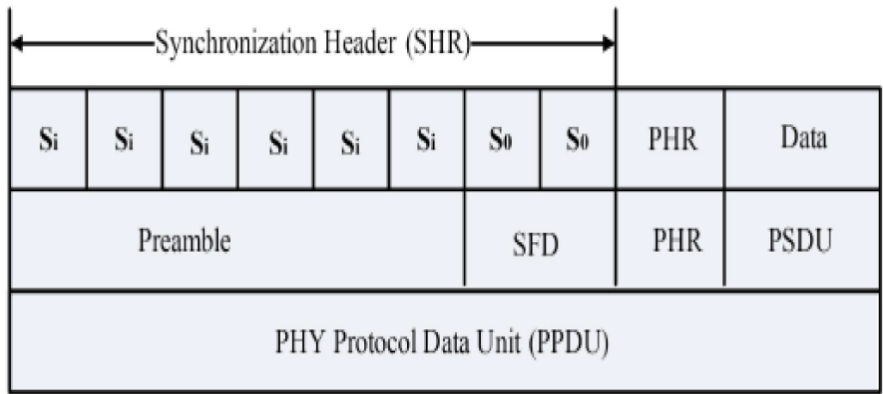 Synchronization Header (SHR)
Si Si Si Si Si Si S0 S0 PHR Data
Preamble SFD PHR PSDU
PHY Protocol Data Unit (PPDU)